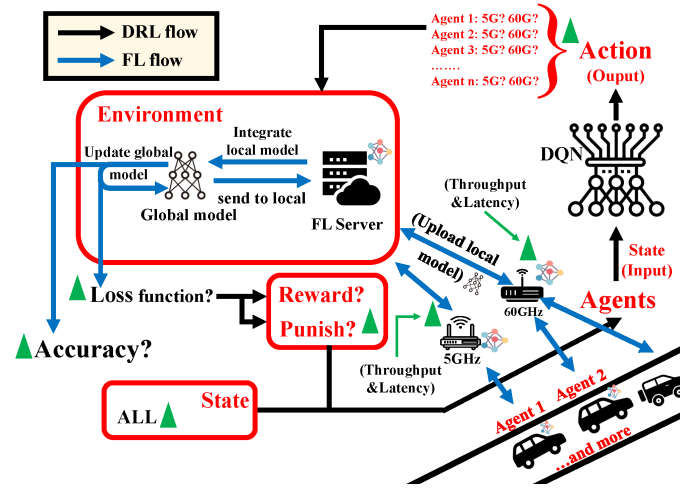 DRL flow
FL flow
Agent 1: 5G? 60G?
Agent 2: 5G? 60G?
Agent 3: 5G? 60G?
.......
Agent n: 5G? 60G?
Action
(Ouput)
DQN
State
(Input)
Agents
Environment
Integrate
local model
Update global
model
send to local
Global model
FL Server
(Throughput
&Latency)
(Upload local
model)
60GHz
Loss function?
Reward?
Punish?
Accuracy?
5GHz
(Throughput
&Latency)
State
ALL
Agent 1
Agent 2
...and more